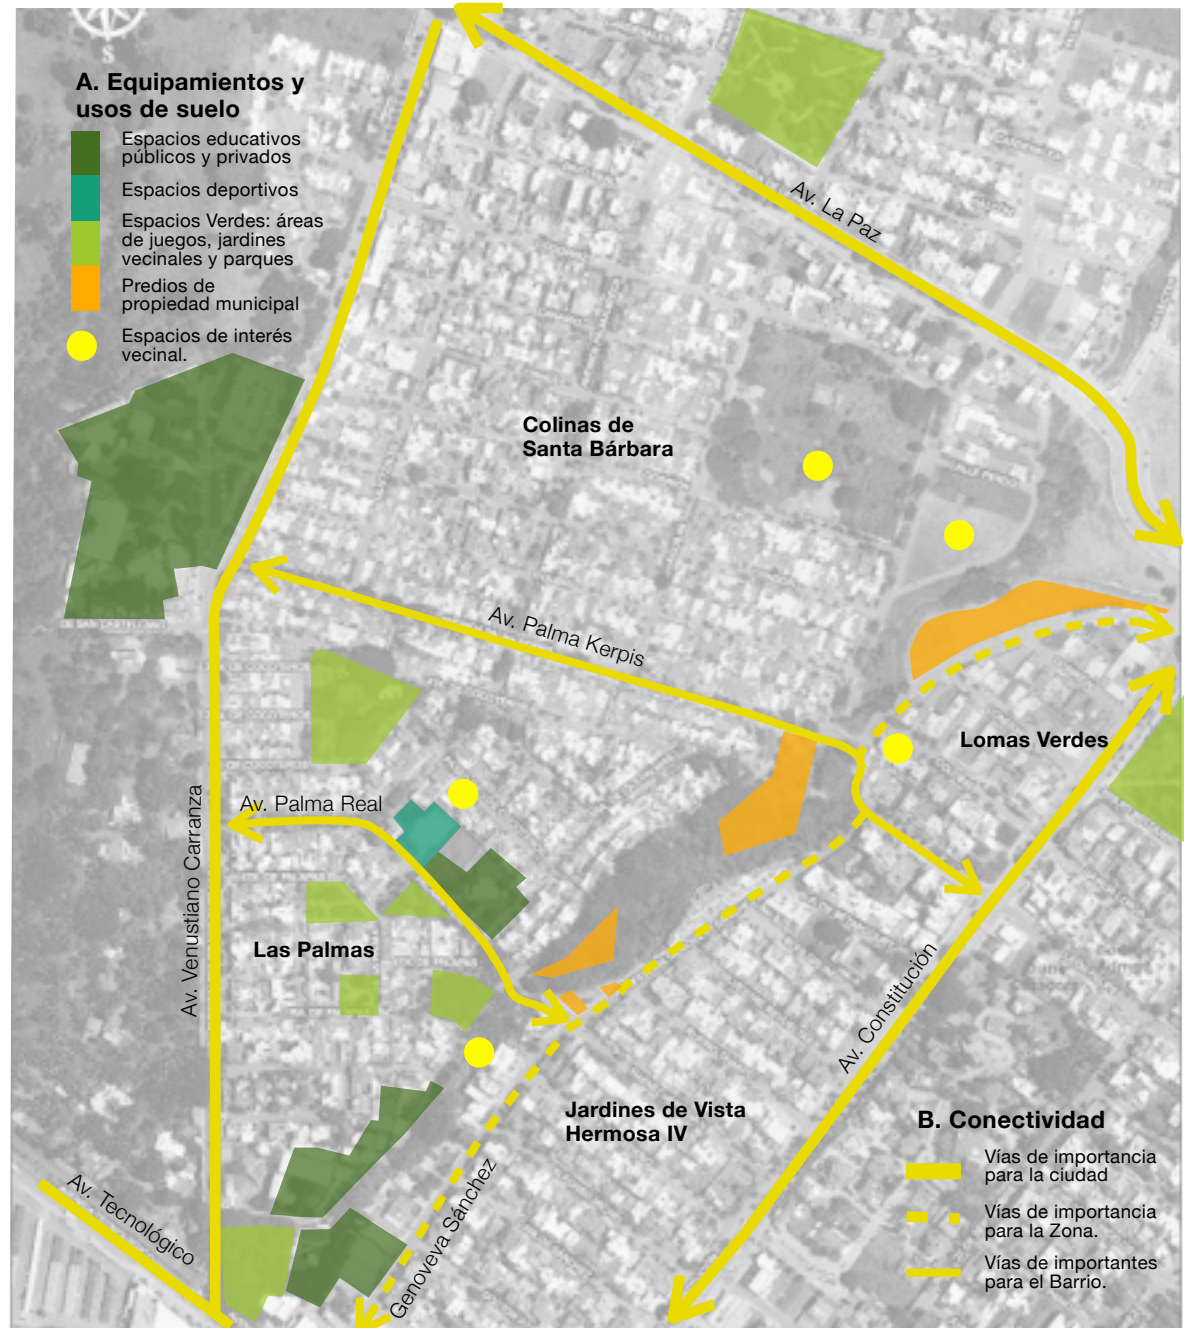 S
A. Equipamientos y
usos de suelo
Espacios educativos
públicos y privados
Espacios deportivos
Espacios Verdes: áreas
de juegos, jardines
vecinales y parques
Predios de
propiedad municipal
Espacios de interés
vecinal.
Av. La Paz
Colinas de
Santa Bárbara
Av. Palma Kerpis
Lomas Verdes
Av. Palma Real
Av. Venustiano Carranza
Las Palmas
Av. Constitución
Jardines de Vista
Hermosa IV
Genoveva Sánchez
Av. Tecnológico
B. Conectividad
Vías de importancia
para la ciudad
Vías de importancia
para la Zona.
Vías de importantes
para el Barrio.